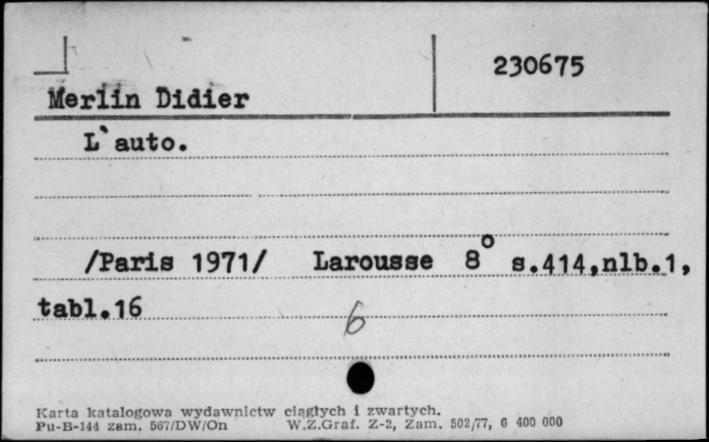 230675
Merlin Didier
L`auto.
/Paris 1971/ Larousse 8° s.414,nlb.1,
tabl.16
6
Karta katalogowa wydawnictw ciągłych i zwartych.
Pu-B-144 zam. 567/DW/On W.Z.Graf. Z-2, Zam. 502/77, 6 400 000